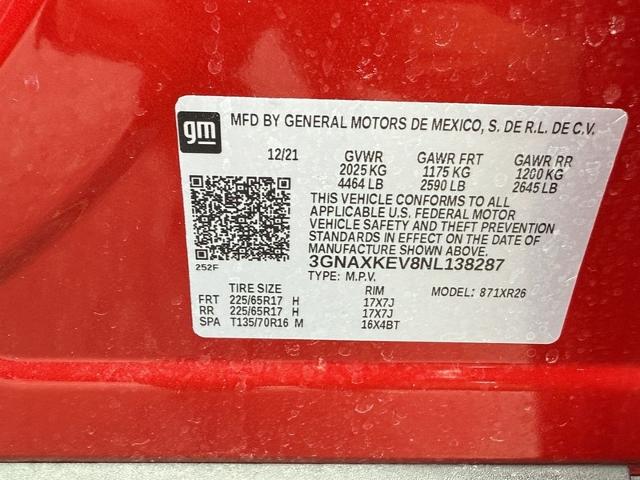 gm
MFD BY GENERAL MOTORS DE MEXICO, S. DE R.L. DE C.V.
12/21 GVWR GAWR FRT GAWR RR
2025 KG 1175 KG 1200 KG
4464 LB 2590 LB 2645 LB
THIS VEHICLE CONFORMS TO ALL
APPLICABLE U.S. FEDERAL MOTOR
VEHICLE SAFETY AND THEFT PREVENTION
STANDARDS IN EFFECT ON THE DATE OF
MANUFACTURE SHOWN ABOVE.
252F
3GNAXKEV8NL138287
TYPE: M.P.V.
TIRE SIZE RIM MODEL: 871XR26
FRT 225/65R17 H 17X7J
RR 225/65R17 H 17X7J
SPA T135/70R16 M 16X4BT